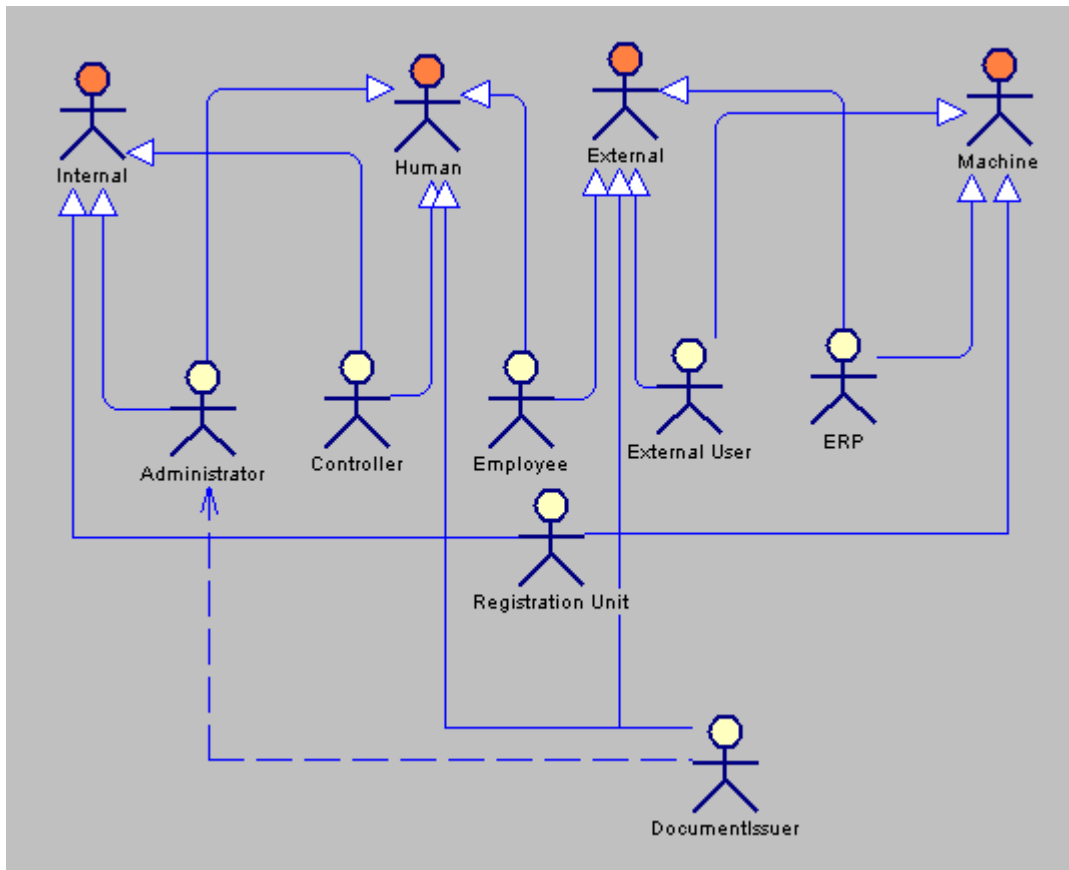 Internal
Human
External
Machine
Administrator
Controller
Employee
External User
ERP
Registration Unit
DocumentIssuer